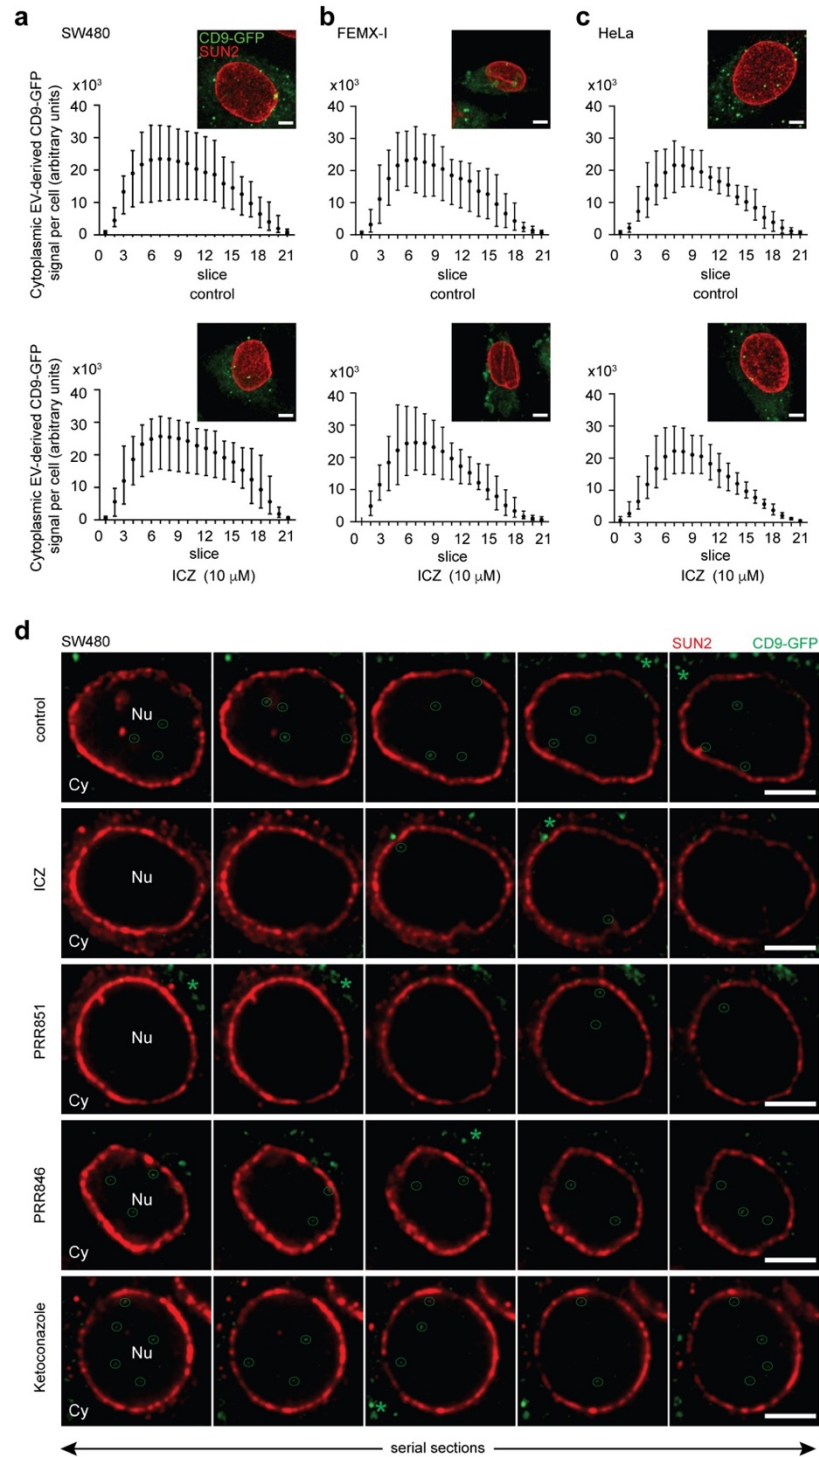 a
SW480
CD9-GFP
SUN2
x10³
40
30
20
10
0
Cytoplasmic EV-derived CD9-GFP
signal per cell (arbitrary units)
0 3 6 9 12 15 18 21
slice
control
b
FEMX-I
x10³
40
30
20
10
0
0 3 6 9 12 15 18 21
slice
control
c
HeLa
x10³
40
30
20
10
0
0 3 6 9 12 15 18 21
slice
control
x10³
40
30
20
10
0
Cytoplasmic EV-derived CD9-GFP
signal per cell (arbitrary units)
0 3 6 9 12 15 18 21
slice
ICZ (10 μM)
x10³
40
30
20
10
0
0 3 6 9 12 15 18 21
slice
ICZ (10 μM)
x10³
40
30
20
10
0
0 3 6 9 12 15 18 21
slice
ICZ (10 μM)
d
SW480
SUN2 CD9-GFP
control
Nu
Cy
*
*
ICZ
Nu
Cy
*
PRR851
Nu
Cy
*
*
PRR846
Nu
Cy
*
Ketoconazole
Nu
Cy
*
serial sections